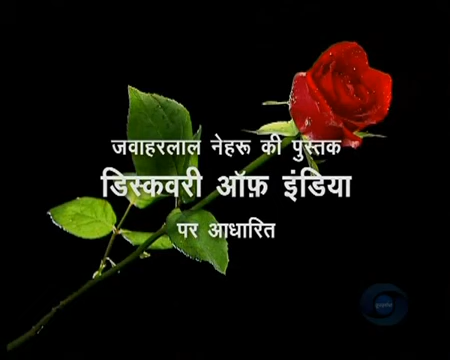 जवाहरलाल नेहरू की पुस्तक
डिस्कवरी ऑफ़ इंडिया
पर आधारित